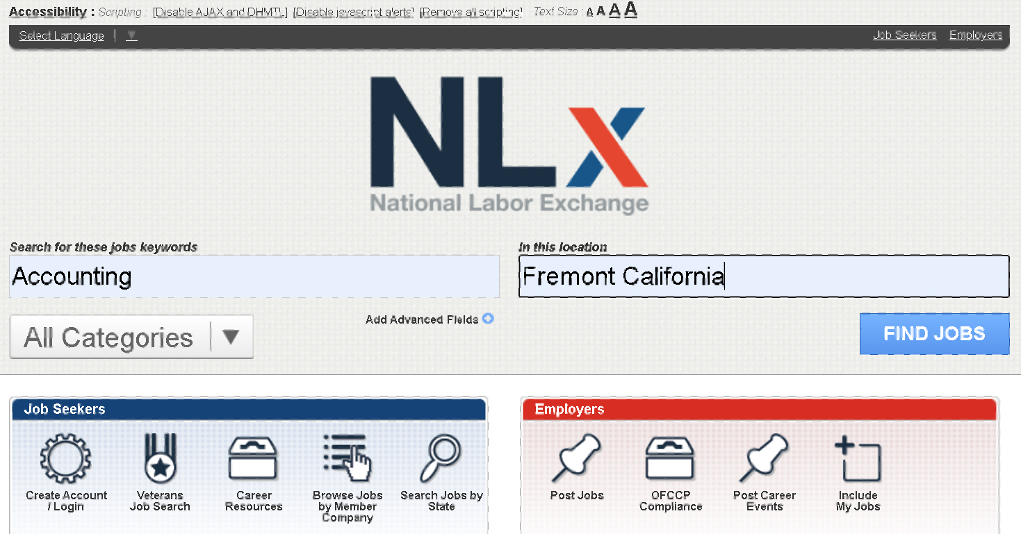 Accessibility : Scripting : [Disable AJAX and DHMTL] [Disable javascript alerts] [Remove all scripting] Text Size : A A A A
Select Language | ▼
Job Seekers Employers
NLx
National Labor Exchange
Search for these jobs keywords
In this location
Accounting
Fremont California
Add Advanced Fields
All Categories ▼
FIND JOBS
Job Seekers
Create Account
/ Login
Veterans
Job Search
Career
Resources
Browse Jobs
by Member
Company
Search Jobs by
State
Employers
Post Jobs
OFCCP
Compliance
Post Career
Events
Include
My Jobs